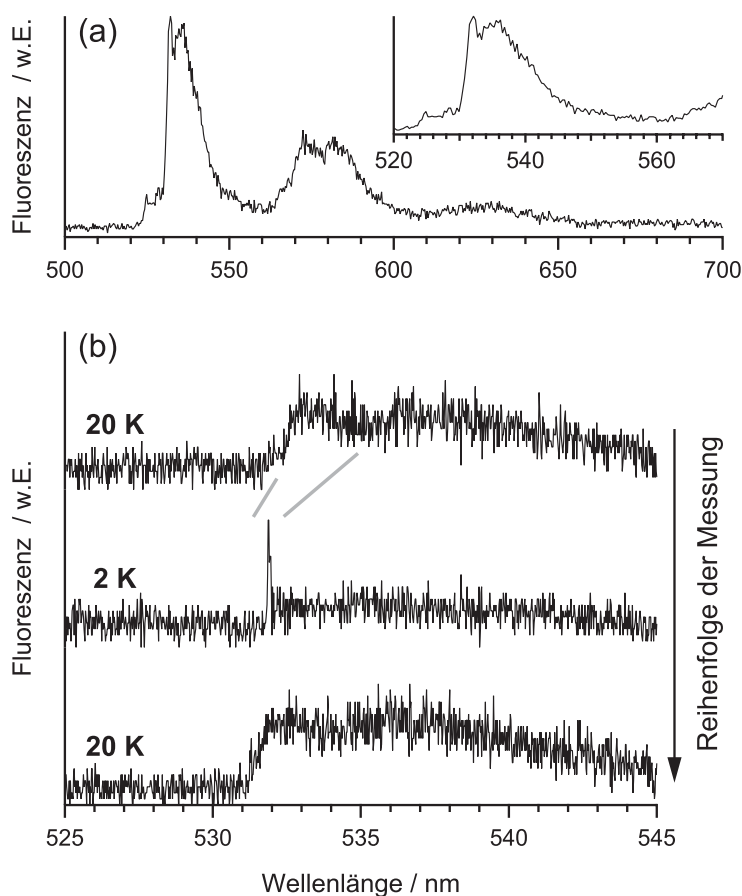 (a)
Fluoreszenz / w.E.
520 540 560
500 550 600 650 700
(b)
20 K
2 K
20 K
Fluoreszenz / w.E.
Reihenfolge der Messung
525 530 535 540 545
Wellenlänge / nm